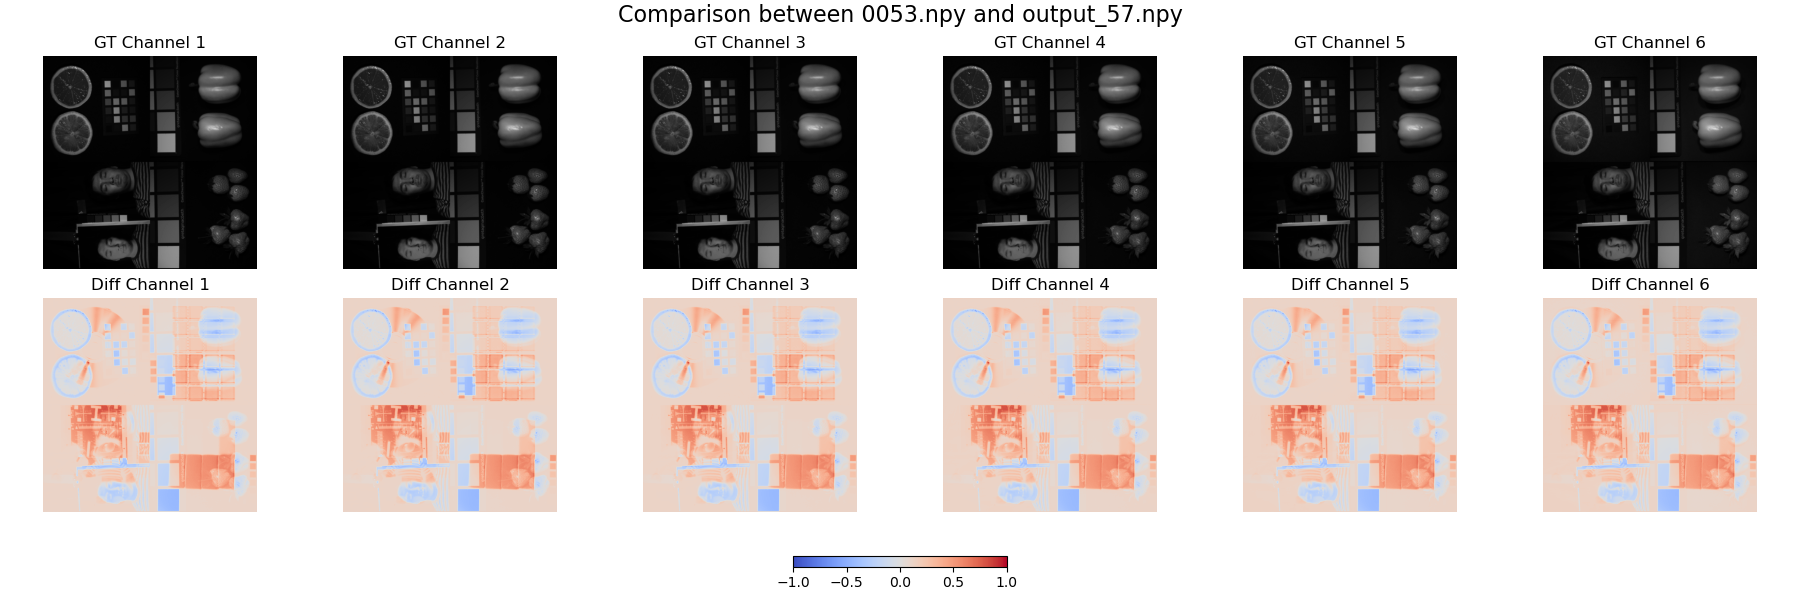 Comparison between 0053.npy and output_57.npy
GT Channel 1
GT Channel 2
GT Channel 3
GT Channel 4
GT Channel 5
GT Channel 6
Diff Channel 1
Diff Channel 2
Diff Channel 3
Diff Channel 4
Diff Channel 5
Diff Channel 6
−1.0 −0.5 0.0 0.5 1.0